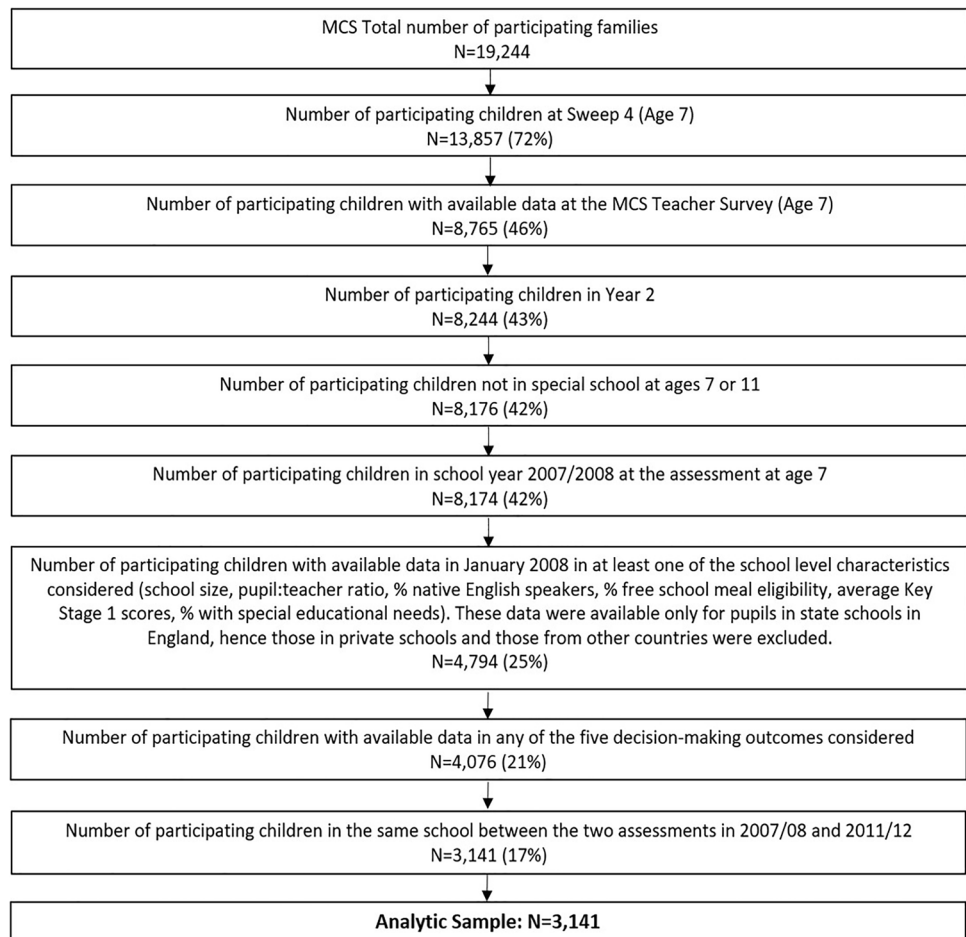 MCS Total number of participating families
N=19,244
Number of participating children at Sweep 4 (Age 7)
N=13,857 (72%)
Number of participating children with available data at the MCS Teacher Survey (Age 7)
N=8,765 (46%)
Number of participating children in Year 2
N=8,244 (43%)
Number of participating children not in special school at ages 7 or 11
N=8,176 (42%)
Number of participating children in school year 2007/2008 at the assessment at age 7
N=8,174 (42%)
Number of participating children with available data in January 2008 in at least one of the school level characteristics
considered (school size, pupil:teacher ratio, % native English speakers, % free school meal eligibility, average Key
Stage 1 scores, % with special educational needs). These data were available only for pupils in state schools in
England, hence those in private schools and those from other countries were excluded.
N=4,794 (25%)
Number of participating children with available data in any of the five decision-making outcomes considered
N=4,076 (21%)
Number of participating children in the same school between the two assessments in 2007/08 and 2011/12
N=3,141 (17%)
Analytic Sample: N=3,141